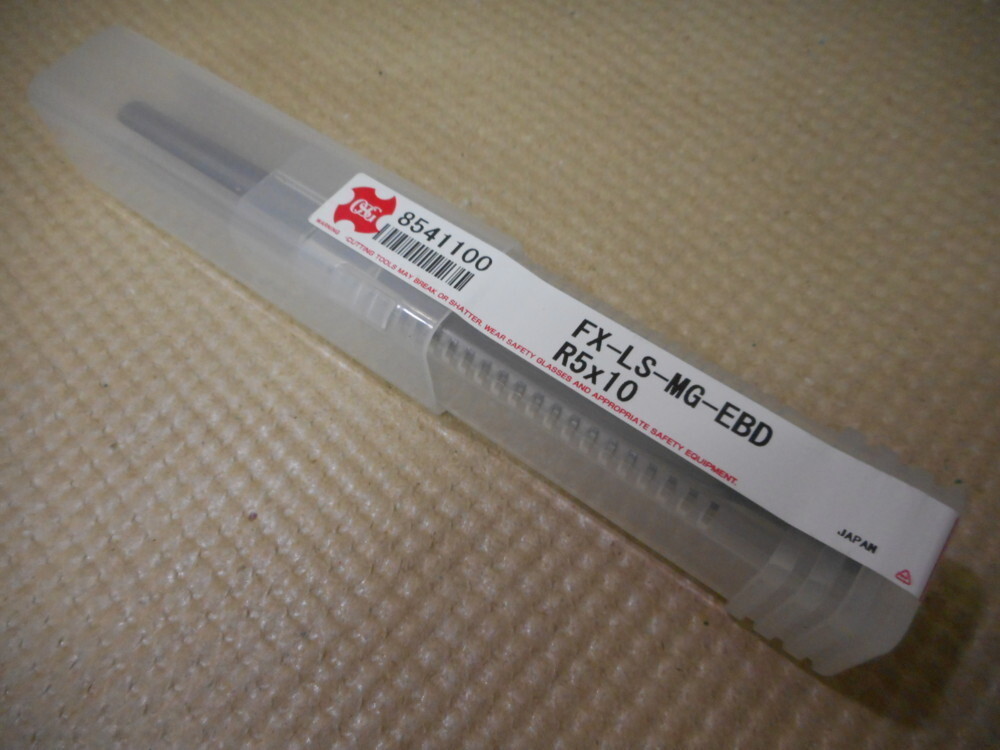 OSG
8541100
WARNING -CUTTING TOOLS MAY BREAK OR SHATTER. WEAR SAFETY GLASSES AND APPROPRIATE SAFETY EQUIPMENT.
FX-LS-MG-EBD
R5x10
JAPAN